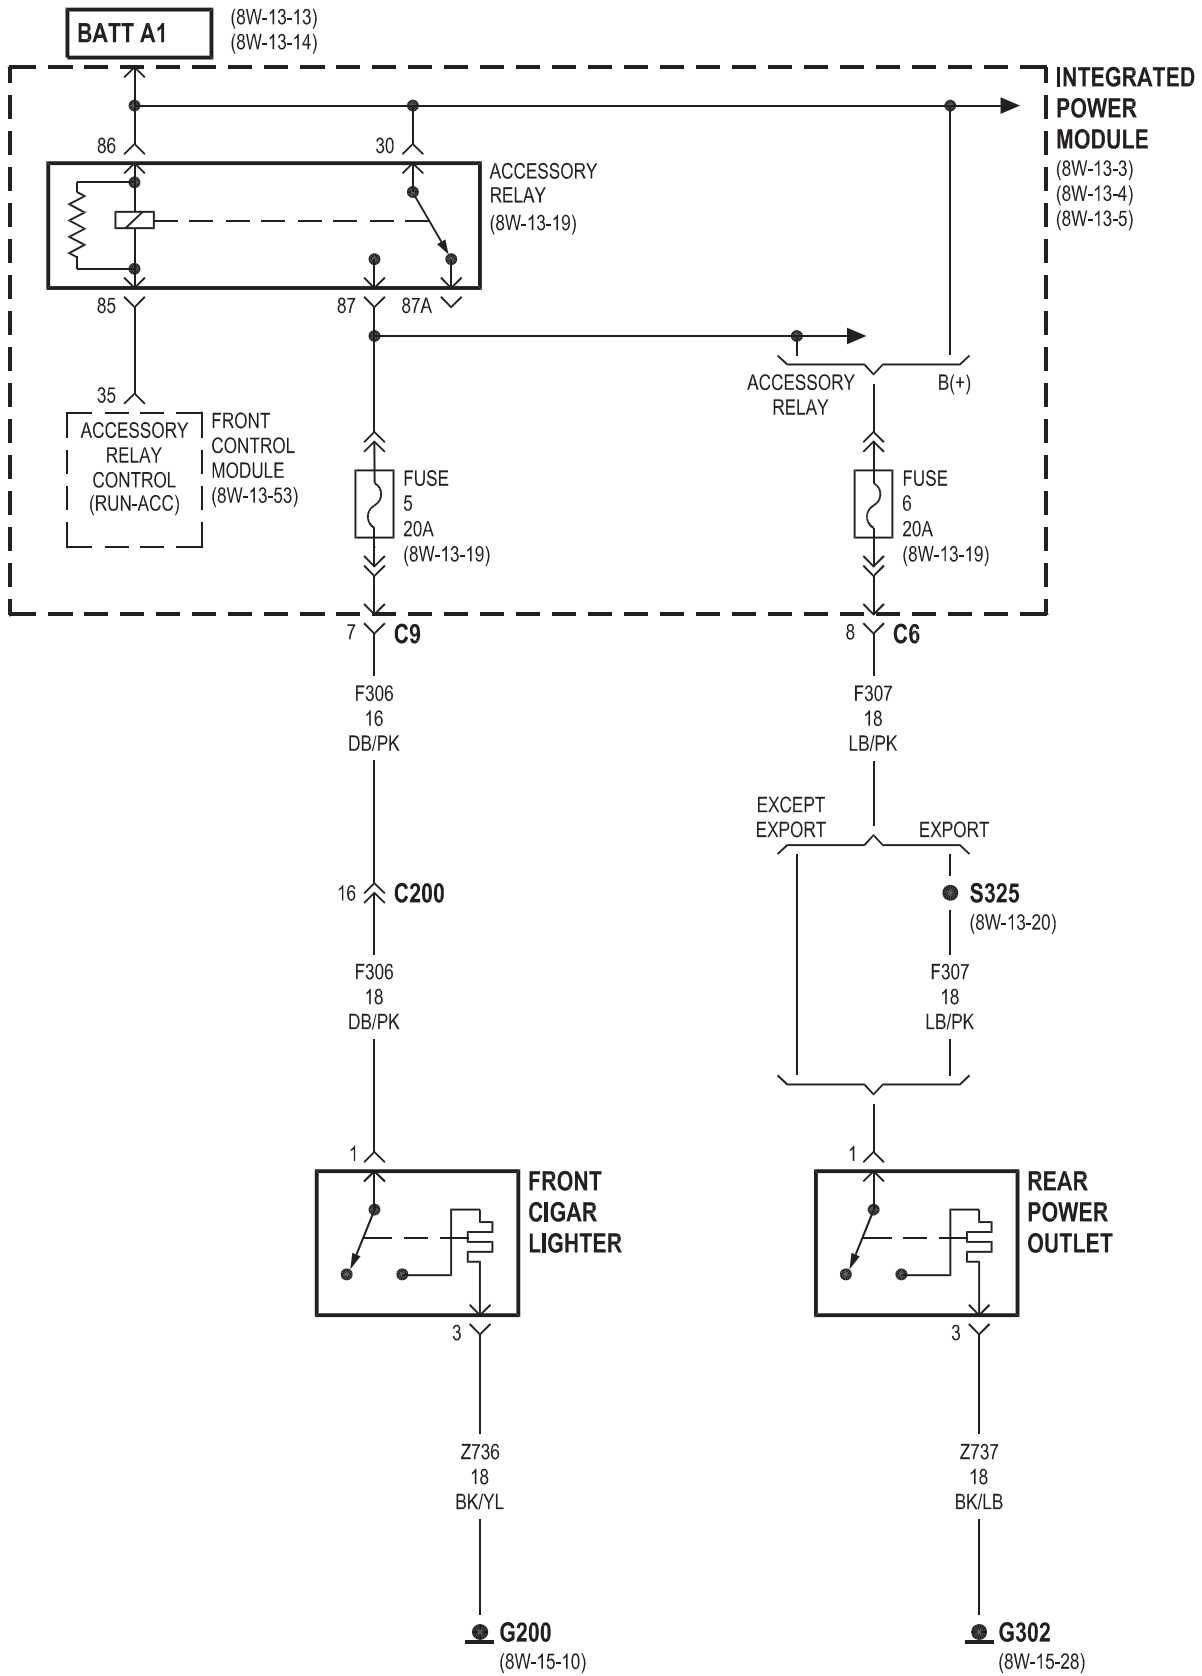 BATT A1
(8W-13-13)
(8W-13-14)
INTEGRATED
POWER
MODULE
(8W-13-3)
(8W-13-4)
(8W-13-5)
86
30
ACCESSORY
RELAY
(8W-13-19)
85
87
87A
35
ACCESSORY
RELAY
CONTROL
(RUN-ACC)
FRONT
CONTROL
MODULE
(8W-13-53)
ACCESSORY
RELAY
B(+)
FUSE
5
20A
(8W-13-19)
FUSE
6
20A
(8W-13-19)
7
C9
8
C6
F306
16
DB/PK
F307
18
LB/PK
EXCEPT
EXPORT
EXPORT
16
C200
S325
(8W-13-20)
F306
18
DB/PK
F307
18
LB/PK
1
FRONT
CIGAR
LIGHTER
1
REAR
POWER
OUTLET
3
3
Z736
18
BK/YL
Z737
18
BK/LB
G200
(8W-15-10)
G302
(8W-15-28)